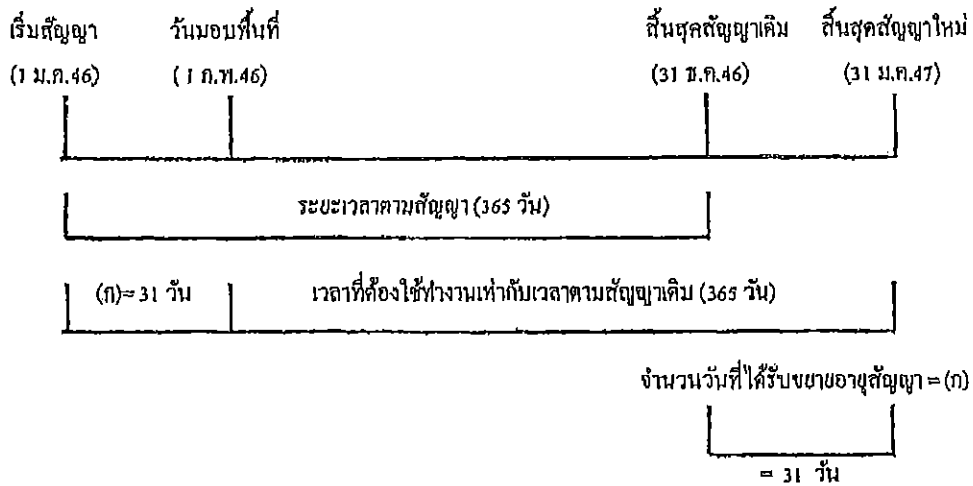 เริ่มสัญญา วันมอบพื้นที่ สิ้นสุดสัญญาเดิม สิ้นสุดสัญญาใหม่
(1 ม.ค.46) (1 ก.พ.46) (31 ธ.ค.46) (31 ม.ค.47)
ระยะเวลาตามสัญญา (365 วัน)
(ก)= 31 วัน เวลาที่ต้องใช้ทำงานเท่ากับเวลาตามสัญญาเดิม (365 วัน)
จำนวนวันที่ได้รับขยายอายุสัญญา = (ก)
= 31 วัน